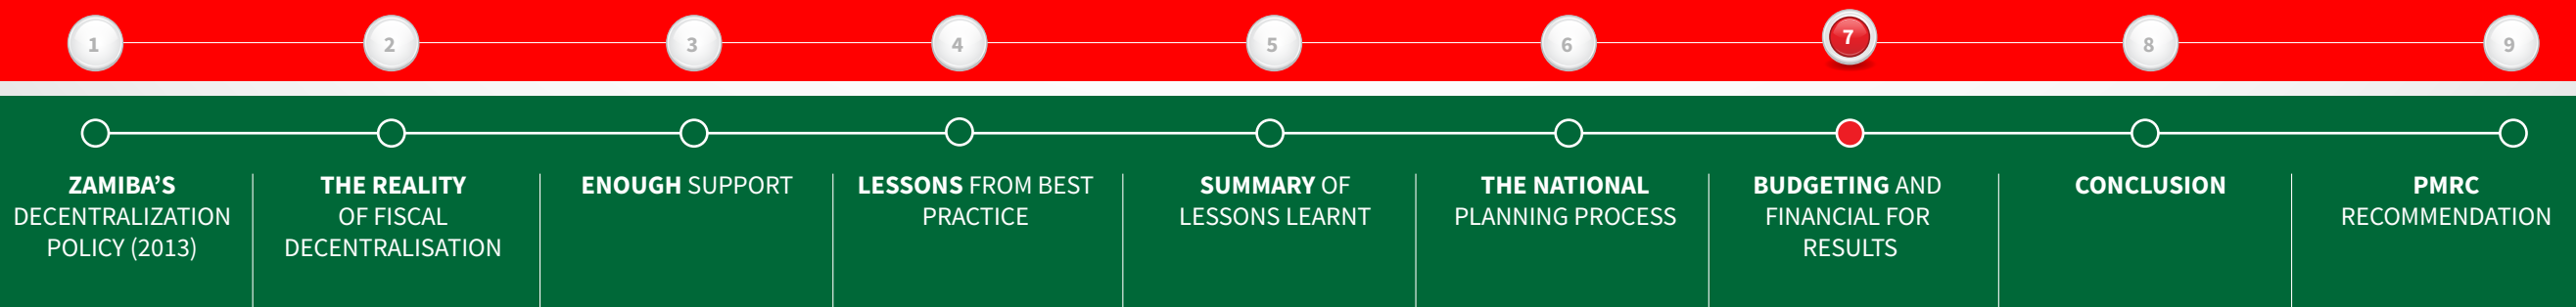 1 2 3 4 5 6 7 8 9
ZAMIBA’S
DECENTRALIZATION
POLICY (2013)
THE REALITY
OF FISCAL
DECENTRALISATION
ENOUGH SUPPORT
LESSONS FROM BEST
PRACTICE
SUMMARY OF
LESSONS LEARNT
THE NATIONAL
PLANNING PROCESS
BUDGETING AND
FINANCIAL FOR
RESULTS
CONCLUSION
PMRC
RECOMMENDATION